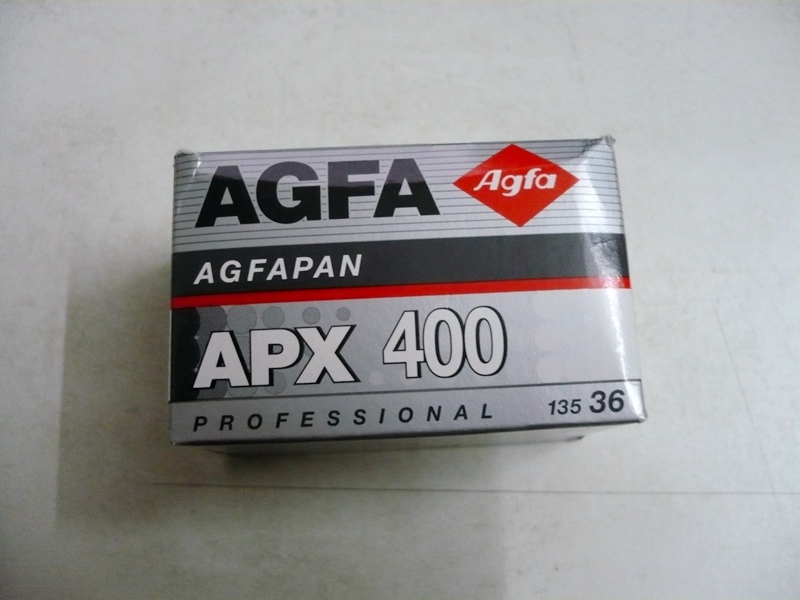 AGFA
Agfa
AGFAPAN
APX 400
PROFESSIONAL
135 36